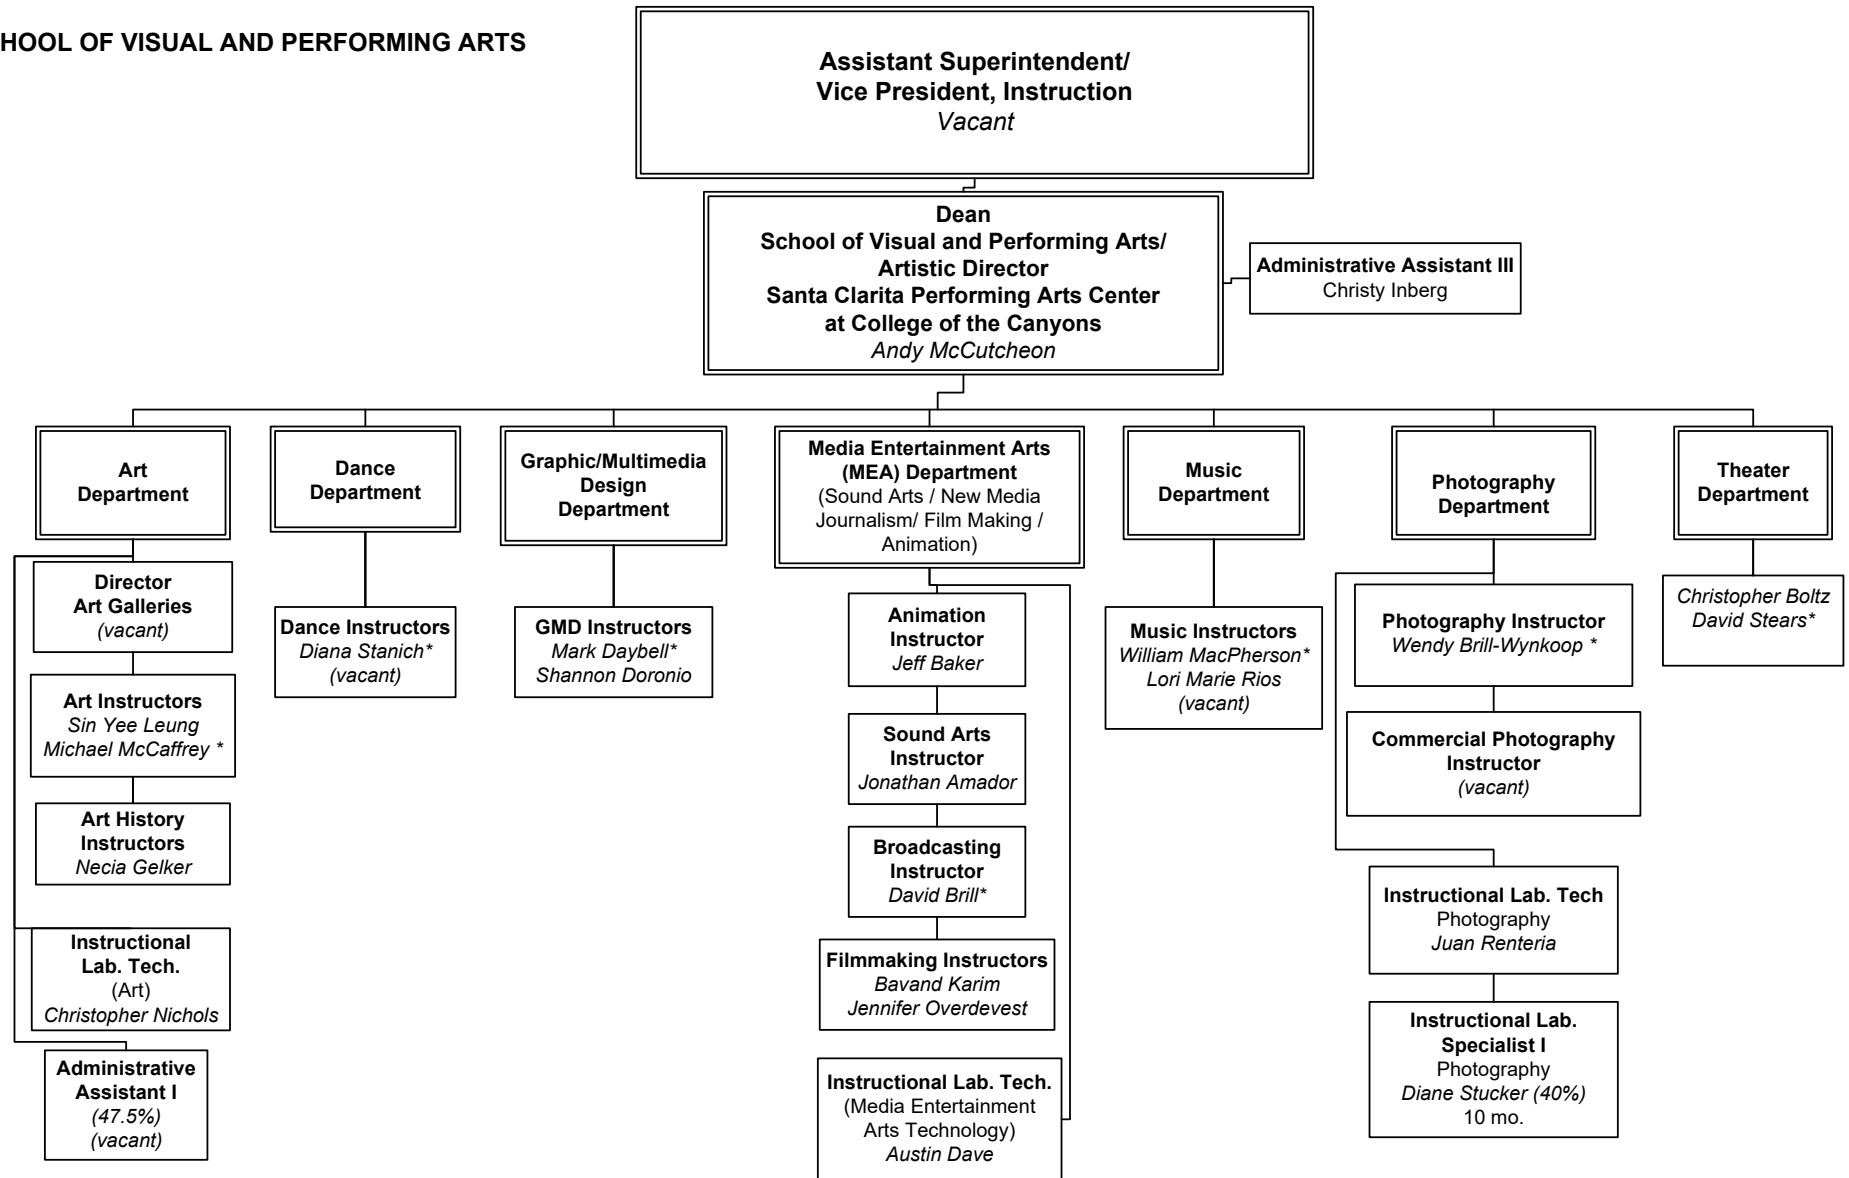 HOOL OF VISUAL AND PERFORMING ARTS
Assistant Superintendent/
Vice President, Instruction
Vacant
Dean
School of Visual and Performing Arts/
Artistic Director
Santa Clarita Performing Arts Center
at College of the Canyons
Andy McCutcheon
Administrative Assistant III
Christy Inberg
Art
Department
Director
Art Galleries
(vacant)
Art Instructors
Sin Yee Leung
Michael McCaffrey *
Art History
Instructors
Necia Gelker
Instructional
Lab. Tech.
(Art)
Christopher Nichols
Administrative
Assistant I
(47.5%)
(vacant)
Dance
Department
Dance Instructors
Diana Stanich*
(vacant)
Graphic/Multimedia
Design
Department
GMD Instructors
Mark Daybell*
Shannon Doronio
Media Entertainment Arts
(MEA) Department
(Sound Arts / New Media
Journalism/ Film Making /
Animation)
Animation
Instructor
Jeff Baker
Sound Arts
Instructor
Jonathan Amador
Broadcasting
Instructor
David Brill*
Filmmaking Instructors
Bavand Karim
Jennifer Overdevest
Instructional Lab. Tech.
(Media Entertainment
Arts Technology)
Austin Dave
Music
Department
Music Instructors
William MacPherson*
Lori Marie Rios
(vacant)
Photography
Department
Photography Instructor
Wendy Brill-Wynkoop *
Commercial Photography
Instructor
(vacant)
Instructional Lab. Tech
Photography
Juan Renteria
Instructional Lab.
Specialist I
Photography
Diane Stucker (40%)
10 mo.
Theater
Department
Christopher Boltz
David Stears*